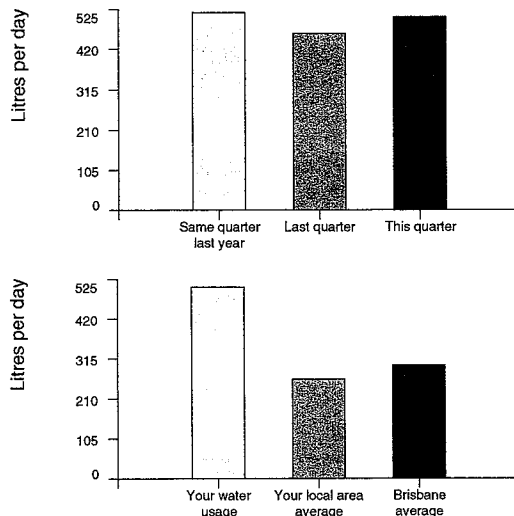 Litres per day
525
420
315
210
105
0
Same quarter
last year
Last quarter
This quarter
Litres per day
525
420
315
210
105
0
Your water
usage
Your local area
average
Brisbane
average